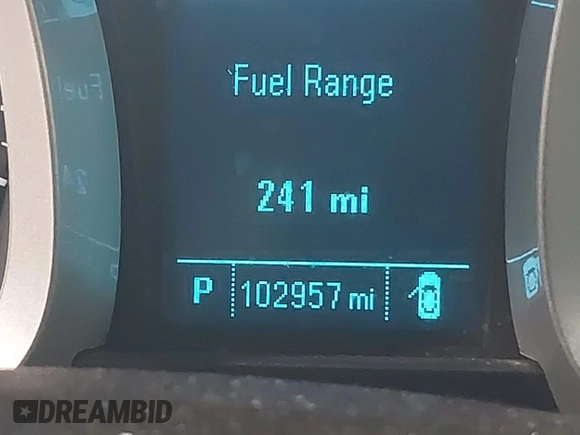 Fuel Range
241 mi
P 102957 mi
DREAMBID